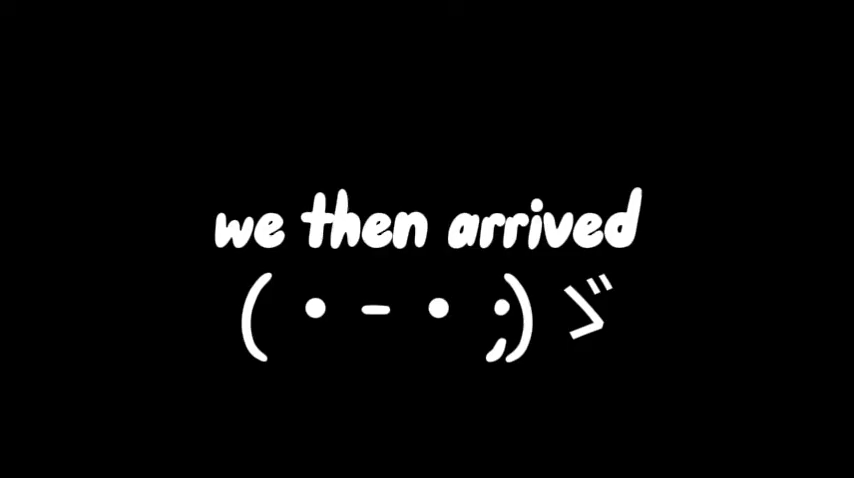 we then arrived
( • - • ;)ゞ